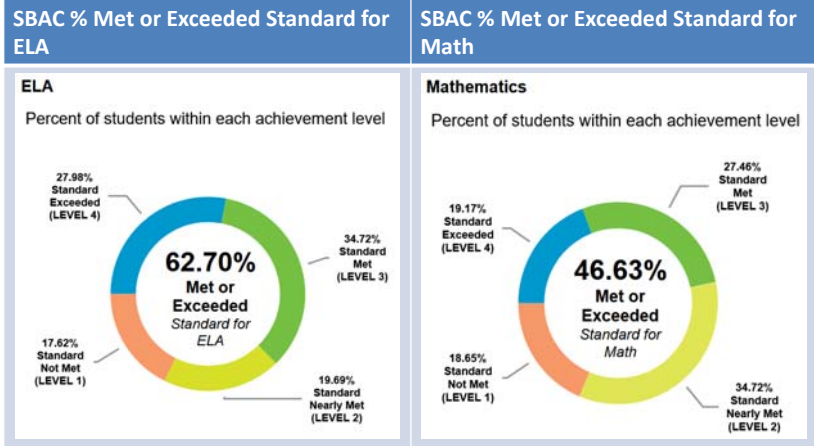 SBAC % Met or Exceeded Standard for
ELA
SBAC % Met or Exceeded Standard for
Math
ELA
Percent of students within each achievement level
27.98%
Standard
Exceeded
(LEVEL 4)
34.72%
Standard
Met
(LEVEL 3)
62.70%
Met or
Exceeded
Standard for
ELA
17.62%
Standard
Not Met
(LEVEL 1)
19.69%
Standard
Nearly Met
(LEVEL 2)
Mathematics
Percent of students within each achievement level
27.46%
Standard
Met
(LEVEL 3)
19.17%
Standard
Exceeded
(LEVEL 4)
46.63%
Met or
Exceeded
Standard for
Math
18.65%
Standard
Not Met
(LEVEL 1)
34.72%
Standard
Nearly Met
(LEVEL 2)